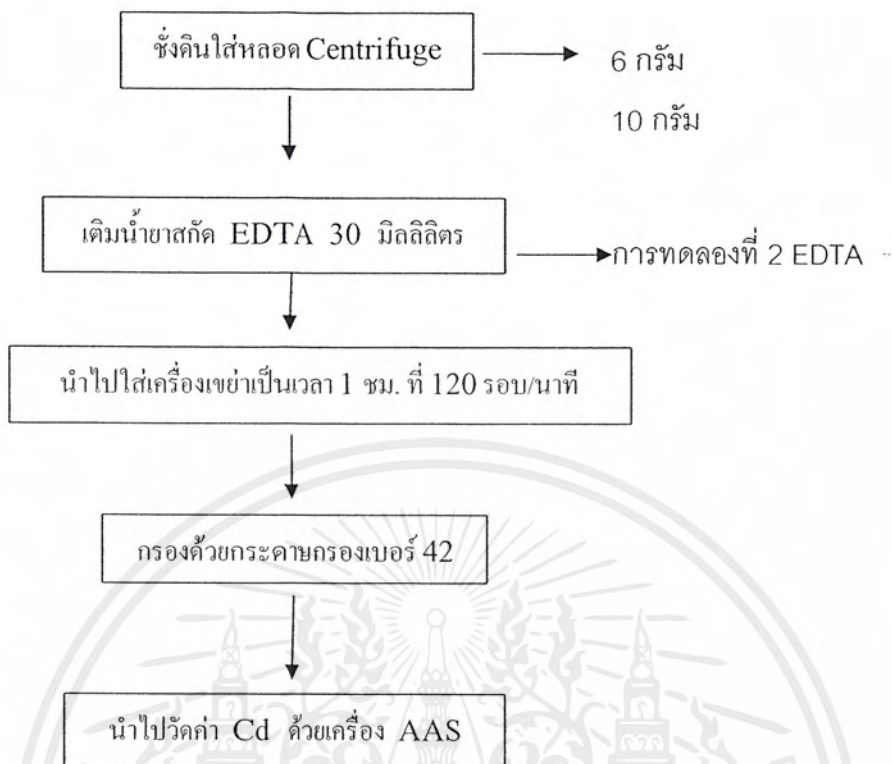 ชั่งดินใส่หลอด Centrifuge
6 กรัม
10 กรัม
เติมน้ำยาสกัด EDTA 30 มิลลิลิตร
การทดลองที่ 2 EDTA
นำไปใส่เครื่องเขย่าเป็นเวลา 1 ชม. ที่ 120 รอบ/นาที
กรองด้วยกระดาษกรองเบอร์ 42
นำไปวัดค่า Cd ด้วยเครื่อง AAS